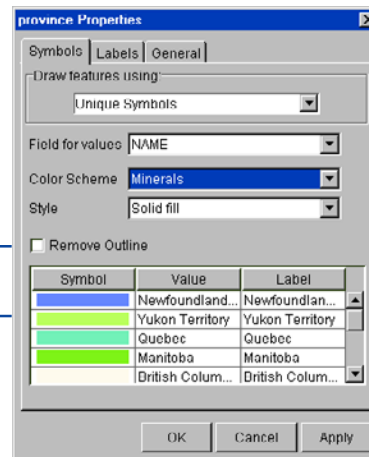 province Properties
Symbols Labels General
Draw features using:
Unique Symbols
Field for values NAME
Color Scheme Minerals
Style Solid fill
Remove Outline
Symbol Value Label
Newfoundland... Newfoundlan...
Yukon Territory Yukon Territory
Quebec Quebec
Manitoba Manitoba
British Colum... British Colum...
OK Cancel Apply